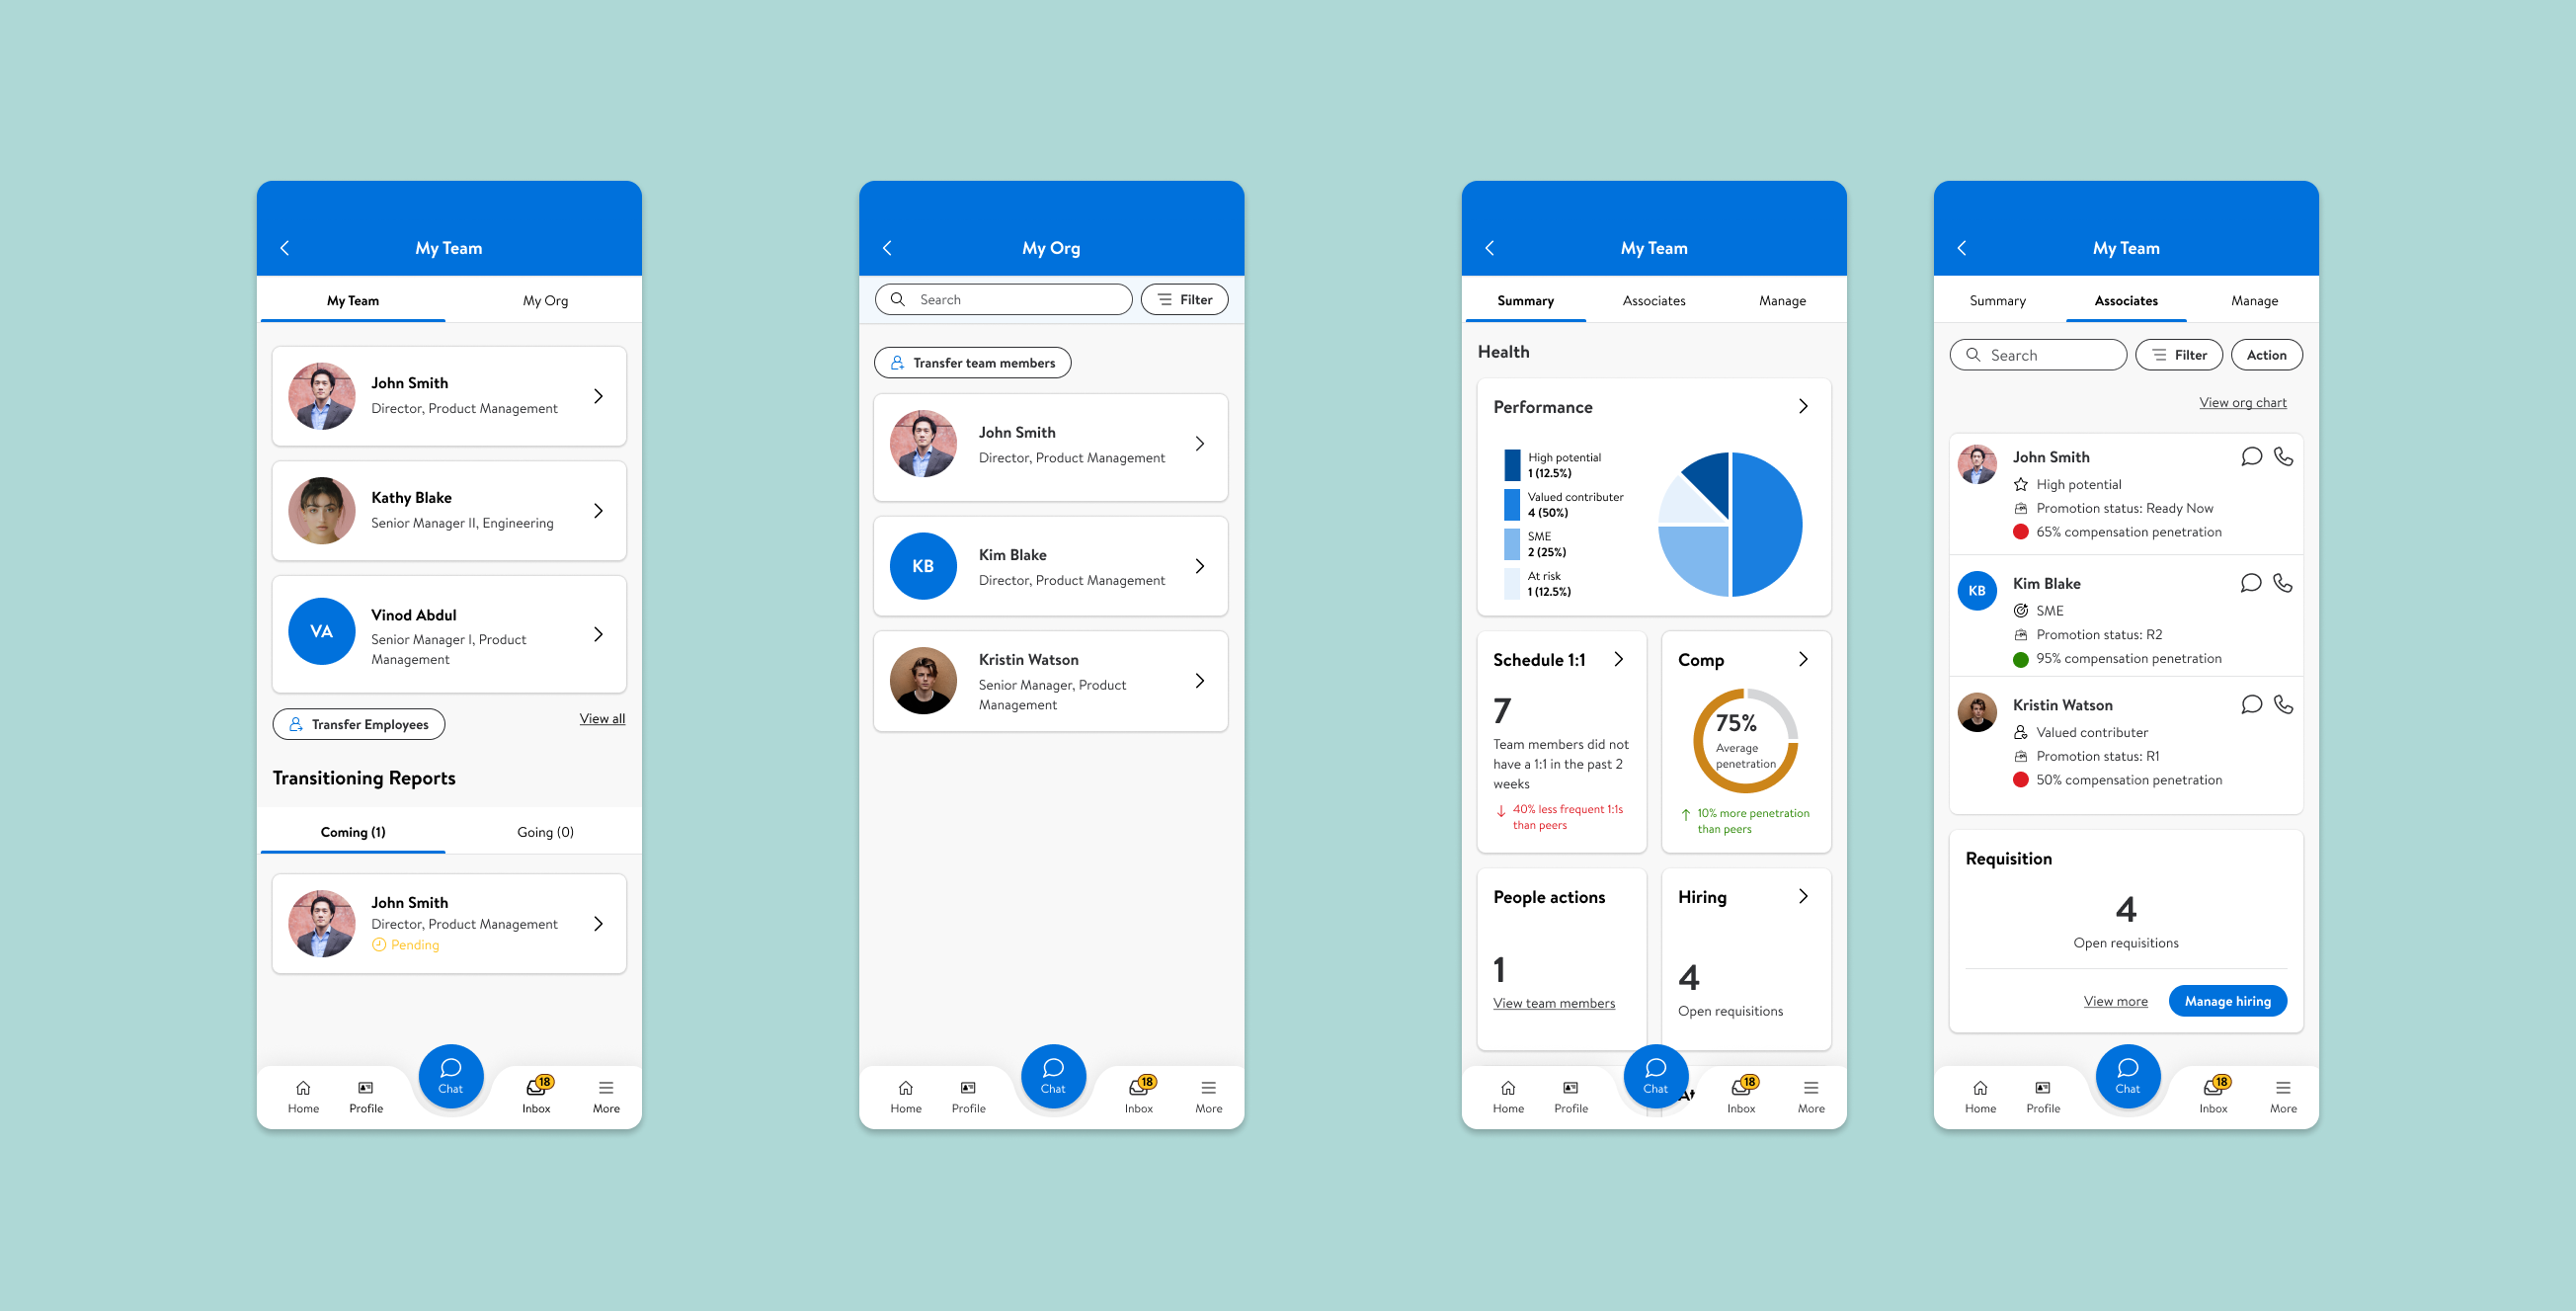 My Team
My Team
My Org
John Smith
Director, Product Management
Kathy Blake
Senior Manager II, Engineering
VA
Vinod Abdul
Senior Manager I, Product
Management
Transfer Employees
View all
Transitioning Reports
Coming (1)
Going (0)
John Smith
Director, Product Management
Pending
Home
Profile
Chat
18
Inbox
More
My Org
Search
Filter
Transfer team members
John Smith
Director, Product Management
KB
Kim Blake
Director, Product Management
Kristin Watson
Senior Manager, Product
Management
Home
Profile
Chat
18
Inbox
More
My Team
Summary
Associates
Manage
Health
Performance
High potential
1 (12.5%)
Valued contributer
4 (50%)
SME
2 (25%)
At risk
1 (12.5%)
Schedule 1:1
7
Team members did not
have a 1:1 in the past 2
weeks
40% less frequent 1:1s
than peers
Comp
75%
Average
penetration
10% more penetration
than peers
People actions
1
View team members
Hiring
4
Open requisitions
Home
Profile
Chat
18
Inbox
More
My Team
Summary
Associates
Manage
Search
Filter
Action
View org chart
John Smith
High potential
Promotion status: Ready Now
65% compensation penetration
KB
Kim Blake
SME
Promotion status: R2
95% compensation penetration
Kristin Watson
Valued contributer
Promotion status: R1
50% compensation penetration
Requisition
4
Open requisitions
View more
Manage hiring
Home
Profile
Chat
18
Inbox
More